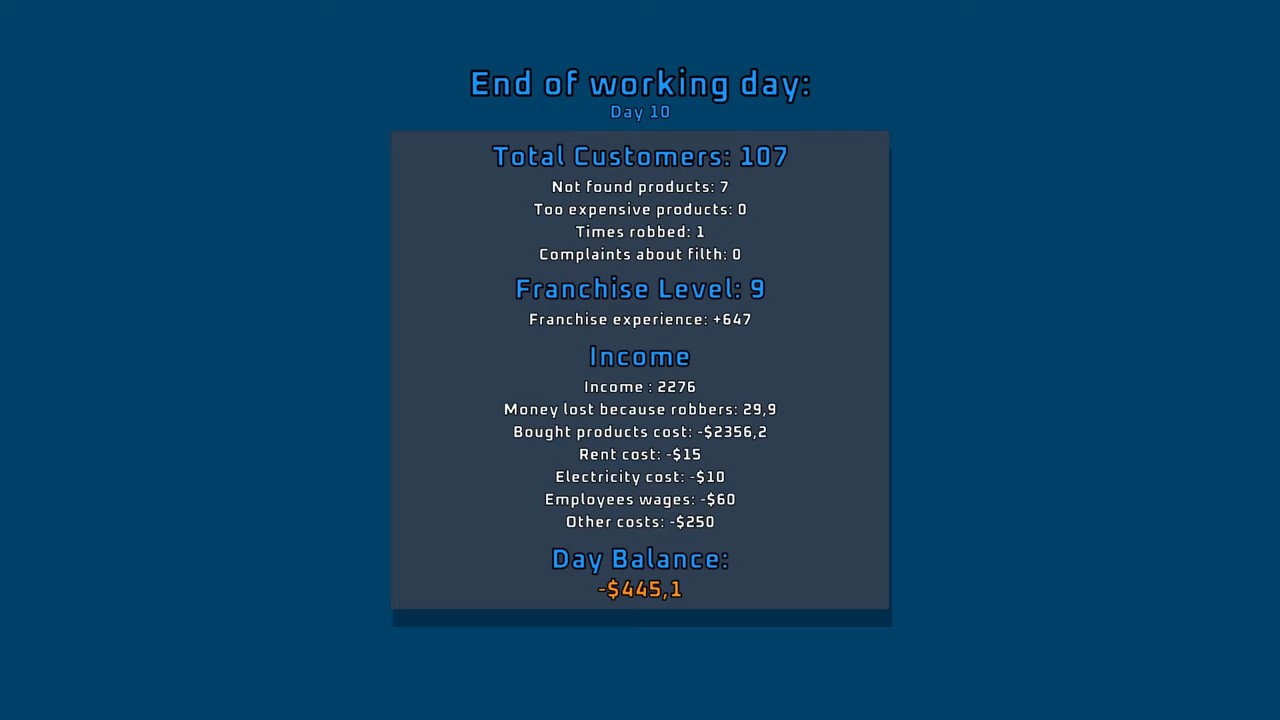 End of working day:
Day 10
Total Customers: 107
Not found products: 7
Too expensive products: 0
Times robbed: 1
Complaints about filth: 0
Franchise Level: 9
Franchise experience: +647
Income
Income : 2276
Money lost because robbers: 29,9
Bought products cost: -$2356,2
Rent cost: -$15
Electricity cost: -$10
Employees wages: -$60
Other costs: -$250
Day Balance:
-$445,1